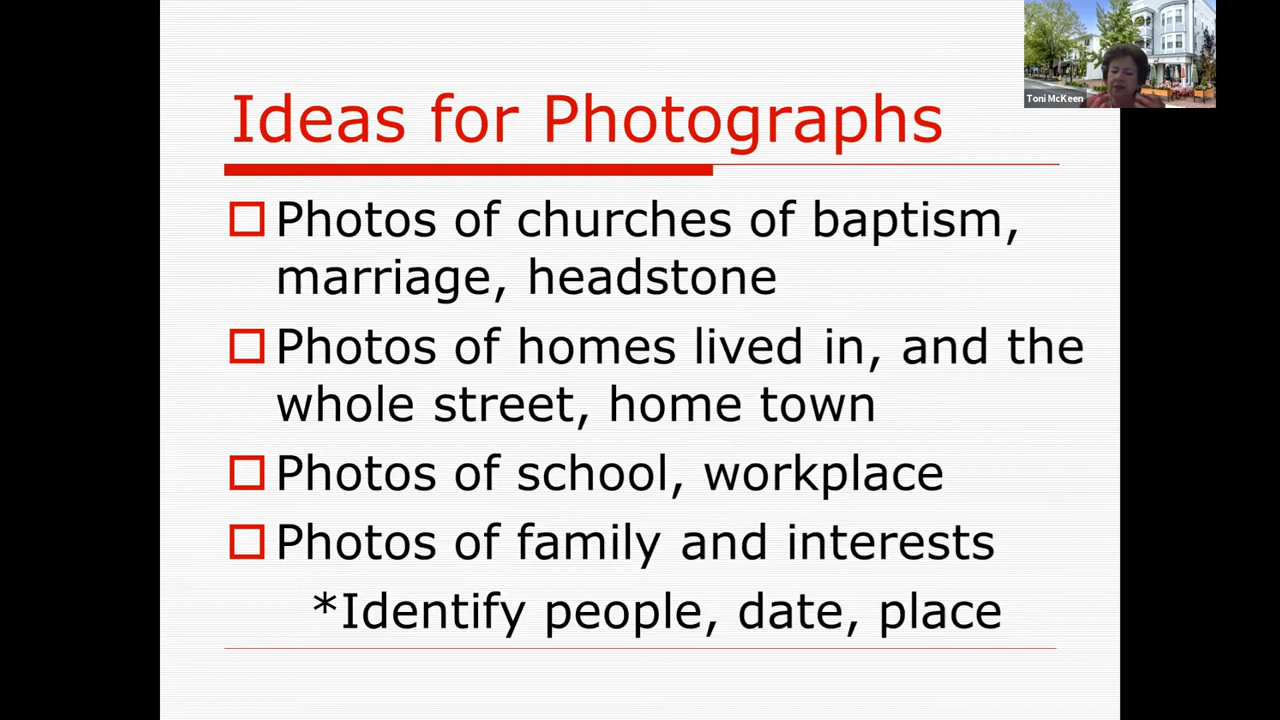 Ideas for Photographs
Toni McKeen
Photos of churches of baptism,
marriage, headstone
Photos of homes lived in, and the
whole street, home town
Photos of school, workplace
Photos of family and interests
*Identify people, date, place